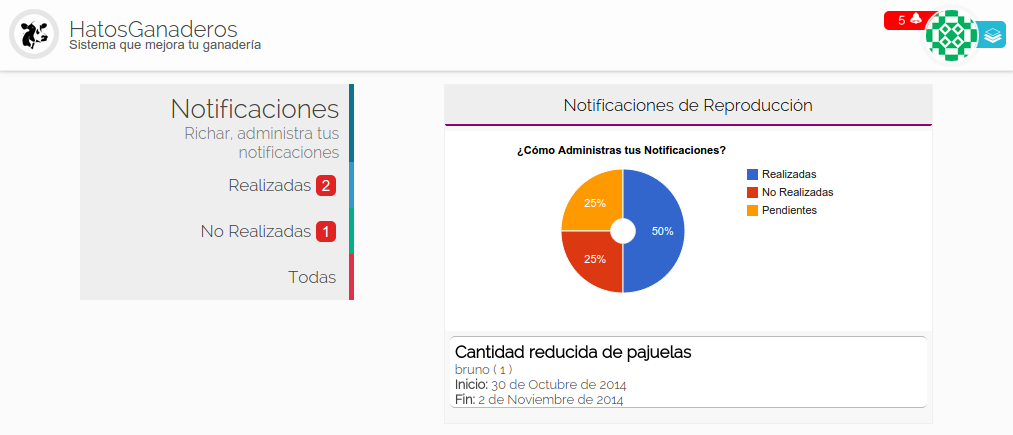 HatosGanaderos
Sistema que mejora tu ganadería
5
Notificaciones
Richar, administra tus
notificaciones
Realizadas 2
No Realizadas 1
Todas
Notificaciones de Reproducción
¿Cómo Administras tus Notificaciones?
25%
50%
25%
Realizadas
No Realizadas
Pendientes
Cantidad reducida de pajuelas
bruno ( 1 )
Inicio: 30 de Octubre de 2014
Fin: 2 de Noviembre de 2014